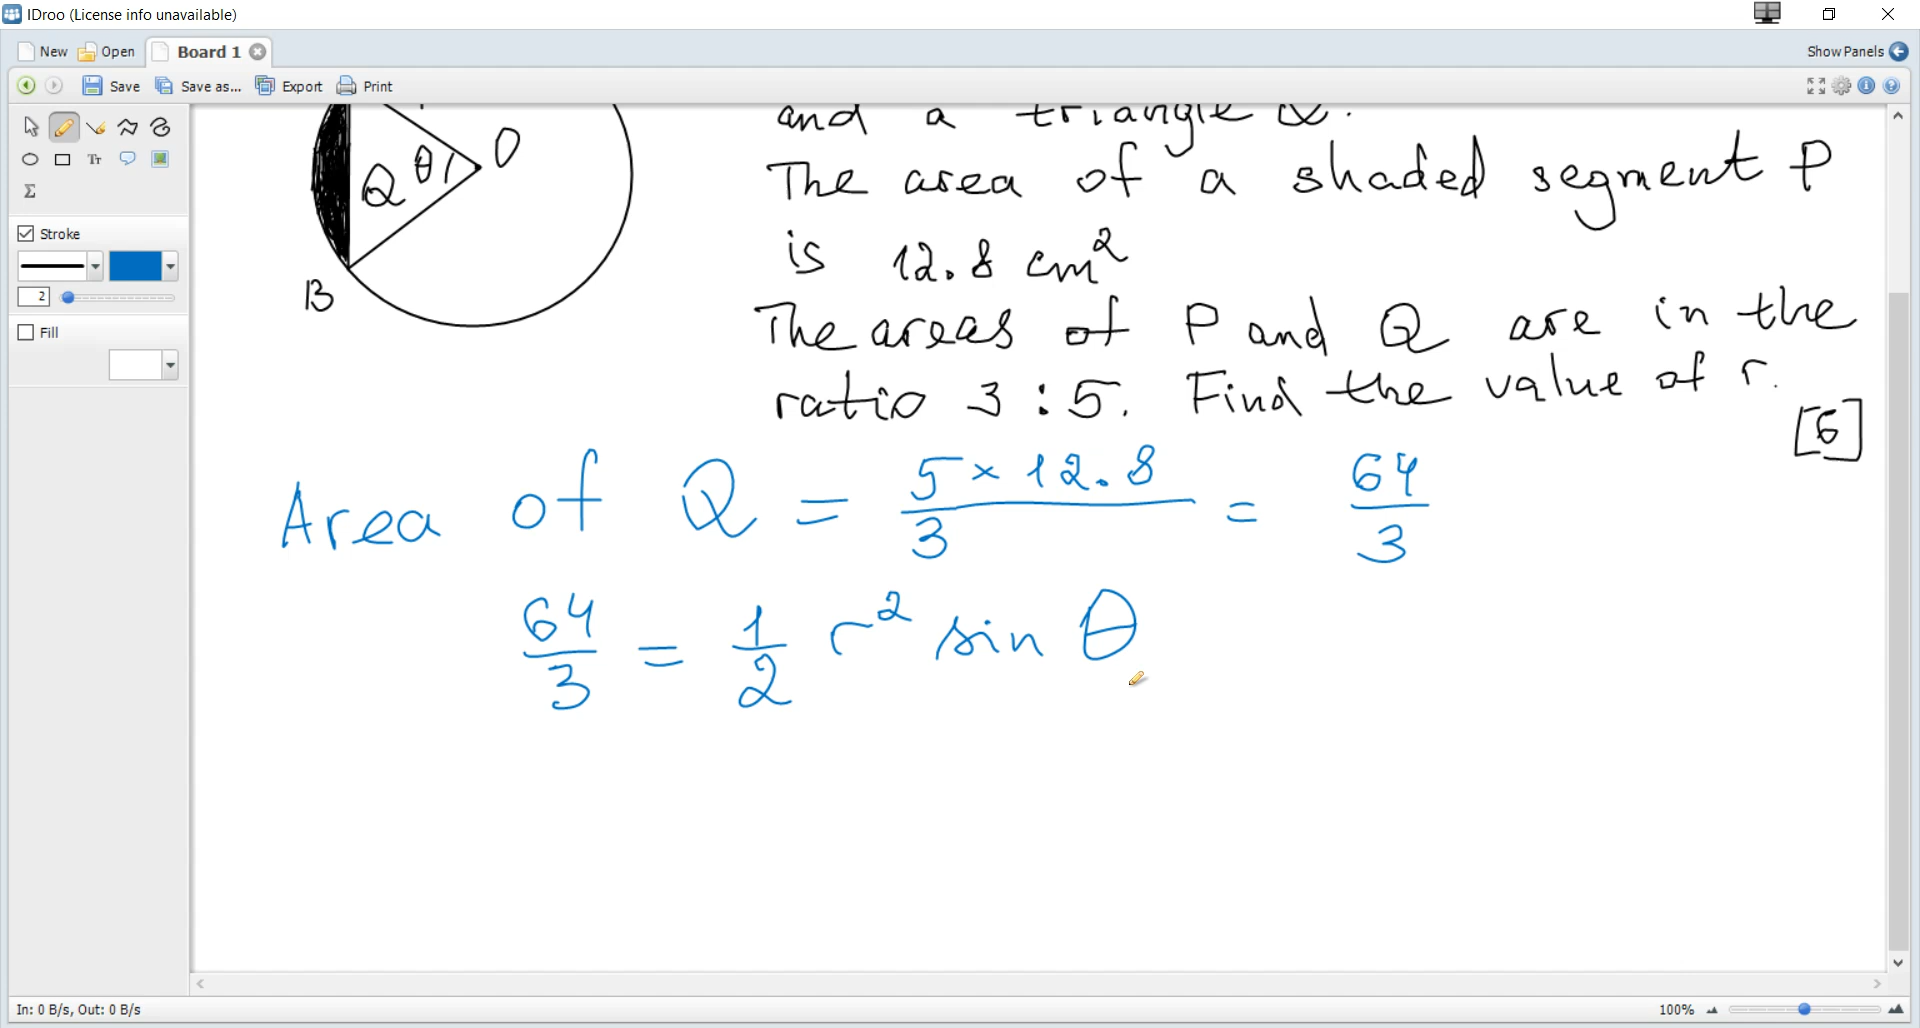 IDroo (License info unavailable)
New Open Board 1 Show Panels
Save Save as... Export Print
and a triangle Q.
O
θ
Q
B
The area of a shaded segment P
is 12.8 cm²
The areas of P and Q are in the
ratio 3 : 5. Find the value of r.
[6]
Area of Q = 5 × 12.8 / 3 = 64 / 3
64 / 3 = 1 / 2 r² sin θ
Tr
Σ
Stroke
2
Fill
In: 0 B/s, Out: 0 B/s 100%